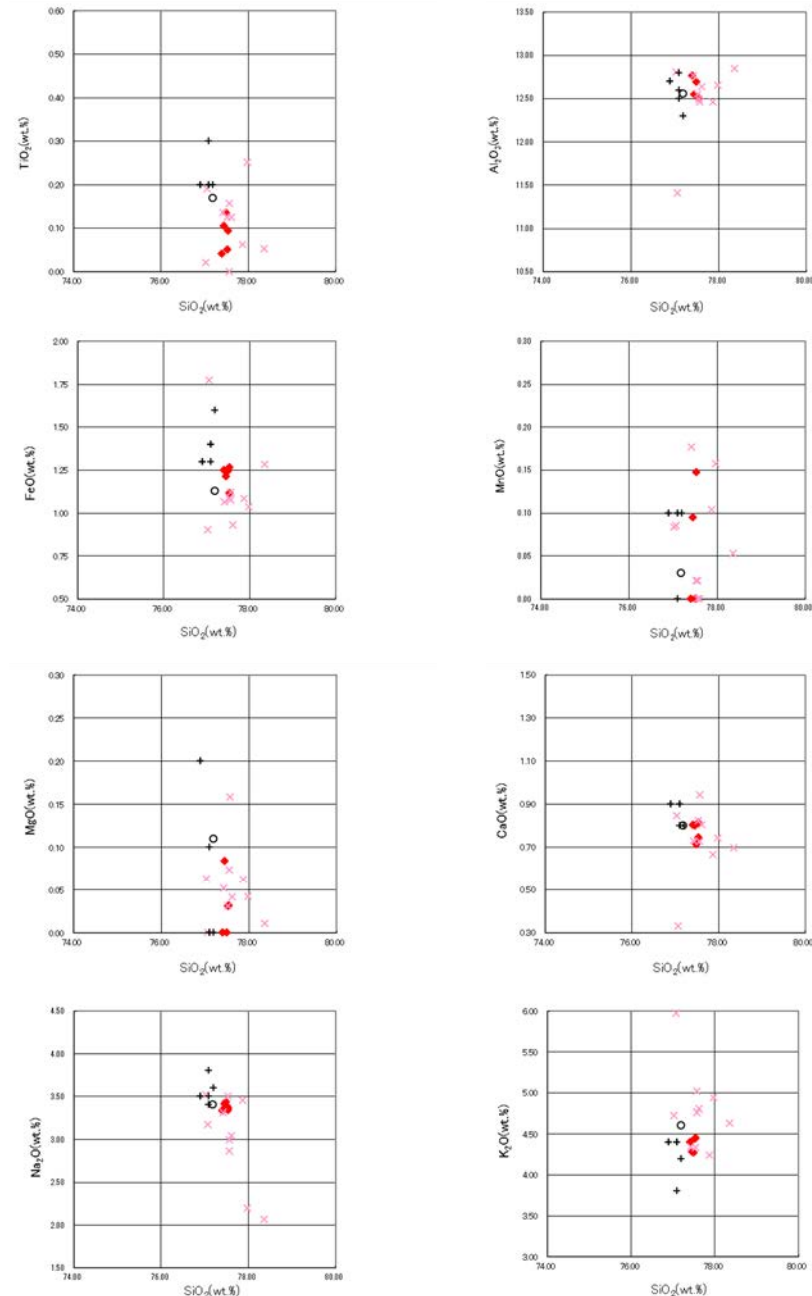 0.60
0.50
0.40
0.30
0.20
0.10
0.00
TiO₂(wt.%)
74.00 76.00 78.00 80.00
SiO₂(wt.%)
13.50
13.00
12.50
12.00
11.50
11.00
10.50
Al₂O₃(wt.%)
74.00 76.00 78.00 80.00
SiO₂(wt.%)
2.00
1.75
1.50
1.25
1.00
0.75
0.50
FeO(wt.%)
74.00 76.00 78.00 80.00
SiO₂(wt.%)
0.30
0.25
0.20
0.15
0.10
0.05
0.00
MnO(wt.%)
74.00 76.00 78.00 80.00
SiO₂(wt.%)
0.30
0.25
0.20
0.15
0.10
0.05
0.00
MgO(wt.%)
74.00 76.00 78.00 80.00
SiO₂(wt.%)
1.50
1.30
1.10
0.90
0.70
0.50
0.30
CaO(wt.%)
74.00 76.00 78.00 80.00
SiO₂(wt.%)
4.50
4.00
3.50
3.00
2.50
2.00
1.50
Na₂O(wt.%)
74.00 76.00 78.00 80.00
SiO₂(wt.%)
6.00
5.50
5.00
4.50
4.00
3.50
3.00
K₂O(wt.%)
74.00 76.00 78.00 80.00
SiO₂(wt.%)